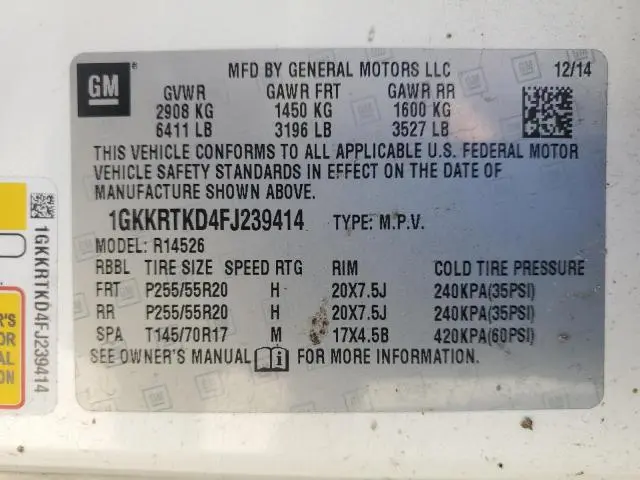 GM ®
MFD BY GENERAL MOTORS LLC 12/14
GVWR GAWR FRT GAWR RR
2908 KG 1450 KG 1600 KG
6411 LB 3196 LB 3527 LB
THIS VEHICLE CONFORMS TO ALL APPLICABLE U.S. FEDERAL MOTOR
VEHICLE SAFETY STANDARDS IN EFFECT ON THE DATE OF
MANUFACTURE SHOWN ABOVE.
1GKKRTKD4FJ239414 TYPE: M.P.V.
MODEL: R14526
RBBL TIRE SIZE SPEED RTG RIM COLD TIRE PRESSURE
FRT P255/55R20 H 20X7.5J 240KPA(35PSI)
RR P255/55R20 H 20X7.5J 240KPA(35PSI)
SPA T145/70R17 M 17X4.5B 420KPA(60PSI)
SEE OWNER'S MANUAL FOR MORE INFORMATION.
1GKKRTKD4FJ239414